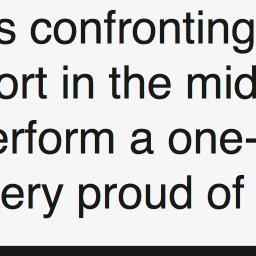 s confronting
ort in the mid
erform a one-
ery proud of